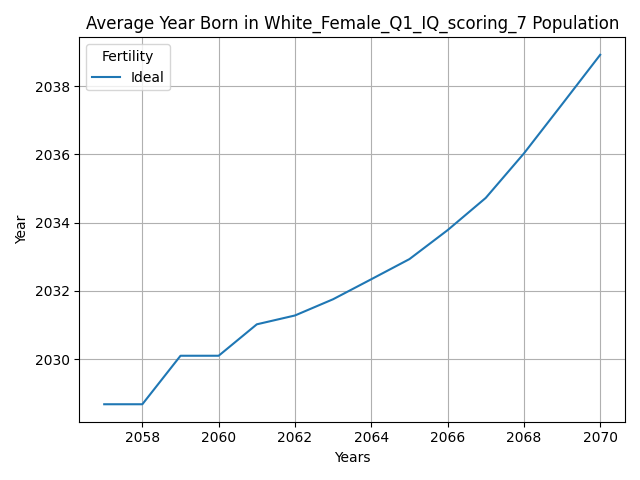 Average Year Born in White_Female_Q1_IQ_scoring_7 Population
Fertility
Ideal
2038
2036
2034
2032
2030
Year
2058 2060 2062 2064 2066 2068 2070
Years